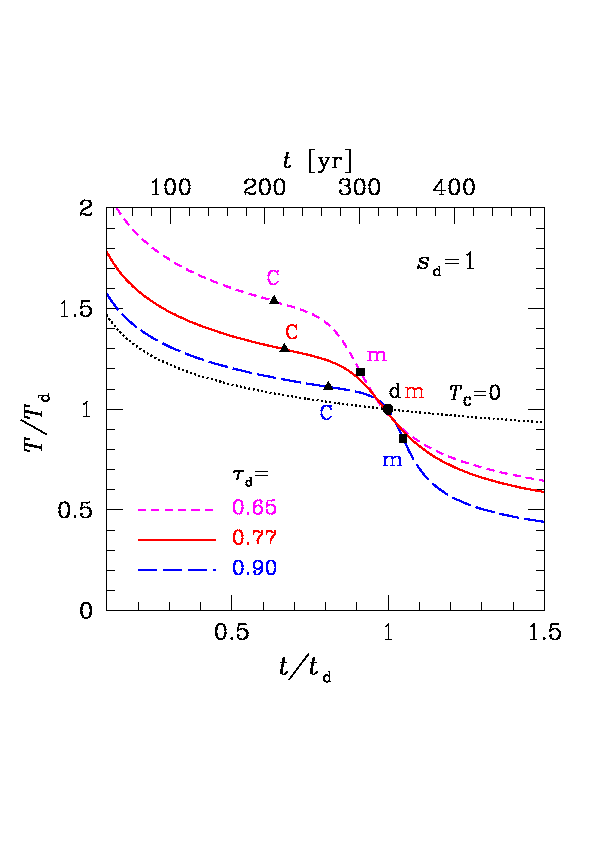 t [yr]
100 200 300 400
2
s_d=1
C
1.5
C
m
T_C=0
d m
1
C
T/T_d
m
τ_d=
0.65
0.5
0.77
0.90
0
0.5 1 1.5
t/t_d